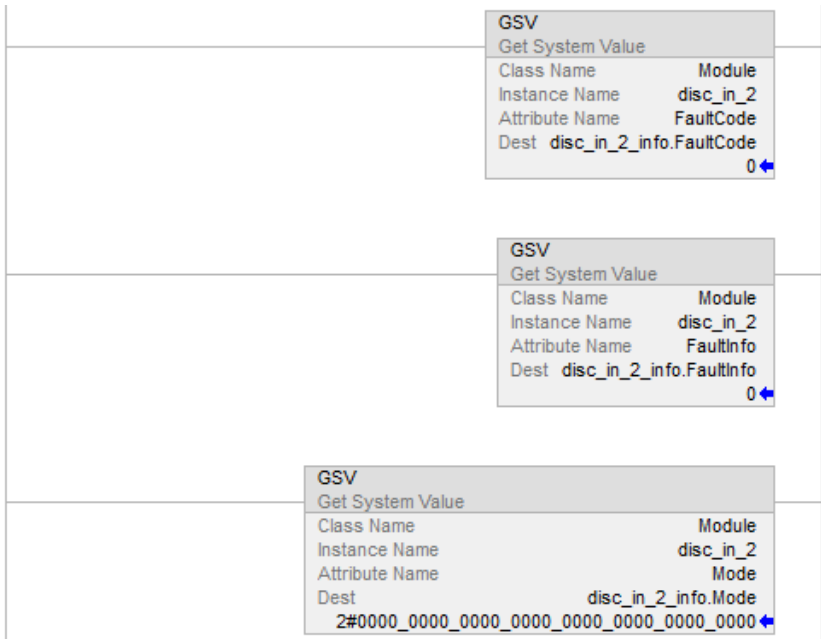 GSV
Get System Value
Class Name Module
Instance Name disc_in_2
Attribute Name FaultCode
Dest disc_in_2_info.FaultCode
0
GSV
Get System Value
Class Name Module
Instance Name disc_in_2
Attribute Name FaultInfo
Dest disc_in_2_info.FaultInfo
0
GSV
Get System Value
Class Name Module
Instance Name disc_in_2
Attribute Name Mode
Dest disc_in_2_info.Mode
2#0000_0000_0000_0000_0000_0000_0000_0000